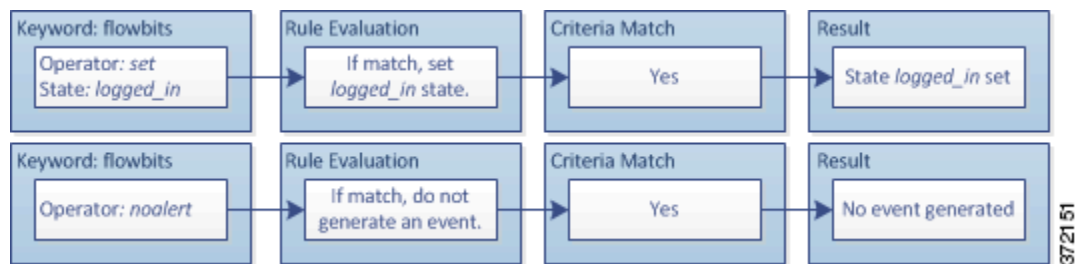 Keyword: flowbits
Operator: set
State: logged_in
Rule Evaluation
If match, set
logged_in state.
Criteria Match
Yes
Result
State logged_in set
Keyword: flowbits
Operator: noalert
Rule Evaluation
If match, do not
generate an event.
Criteria Match
Yes
Result
No event generated
372151